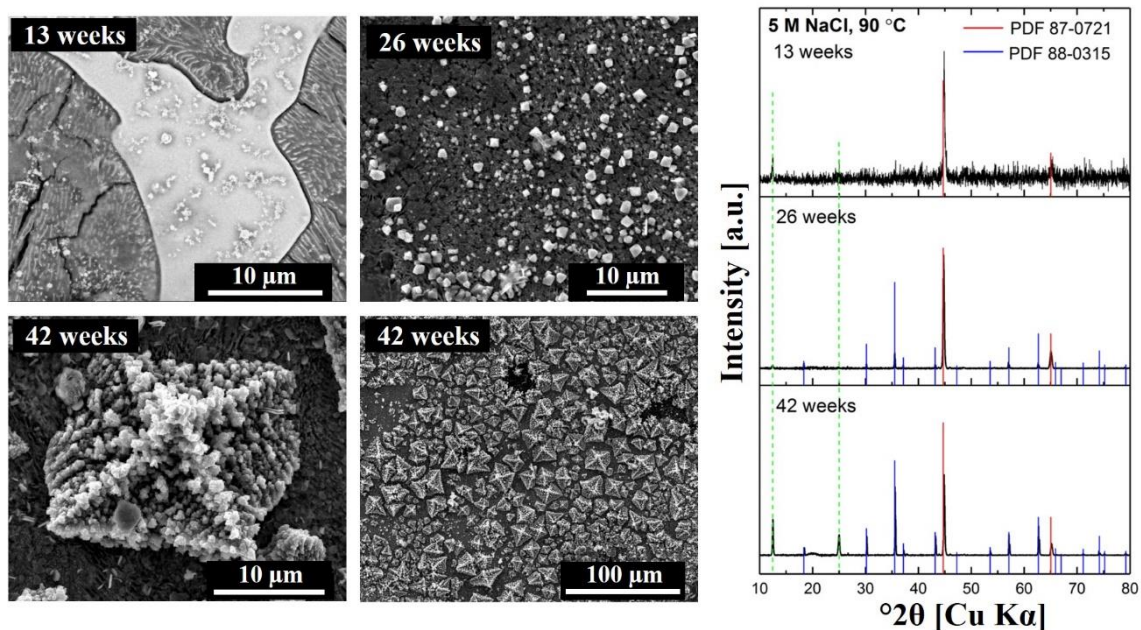 13 weeks
10 µm
26 weeks
10 µm
42 weeks
10 µm
42 weeks
100 µm
5 M NaCl, 90 °C
13 weeks
PDF 87-0721
PDF 88-0315
26 weeks
42 weeks
Intensity [a.u.]
10 20 30 40 50 60 70 80
°2θ [Cu Kα]